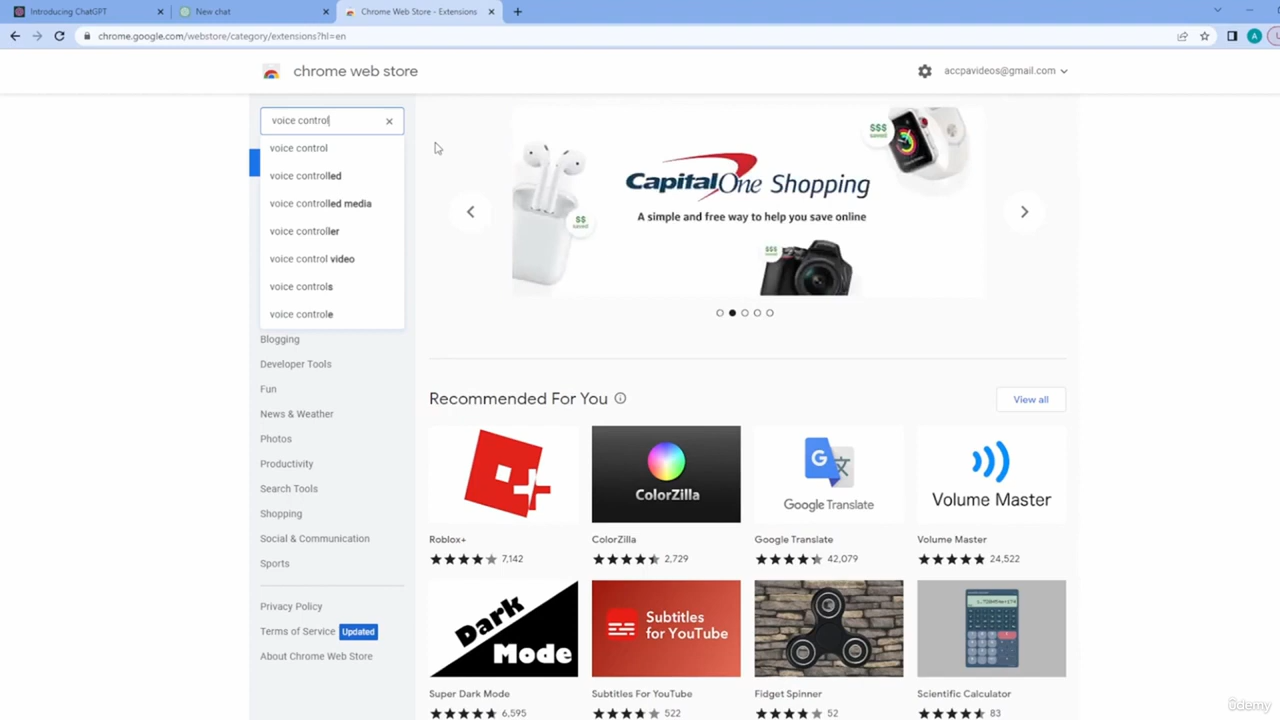 Introducing ChatGPT
New chat
Chrome Web Store - Extensions
chrome.google.com/webstore/category/extensions?hl=en
A
chrome web store
accpavideos@gmail.com
voice control
voice control
voice controlled
voice controlled media
voice controller
voice control video
voice controls
voice controle
Blogging
Developer Tools
Fun
News & Weather
Photos
Productivity
Search Tools
Shopping
Social & Communication
Sports
Privacy Policy
Terms of Service Updated
About Chrome Web Store
$$$
saved
Capital One Shopping
A simple and free way to help you save online
$$
saved
$$$
saved
Recommended For You
View all
ColorZilla
G
Google Translate
Volume Master
Roblox+
ColorZilla
Google Translate
Volume Master
7,142
2,729
42,079
24,522
Dark
Mode
Subtitles
for YouTube
Super Dark Mode
Subtitles For YouTube
Fidget Spinner
Scientific Calculator
6,595
522
52
83
ûdemy